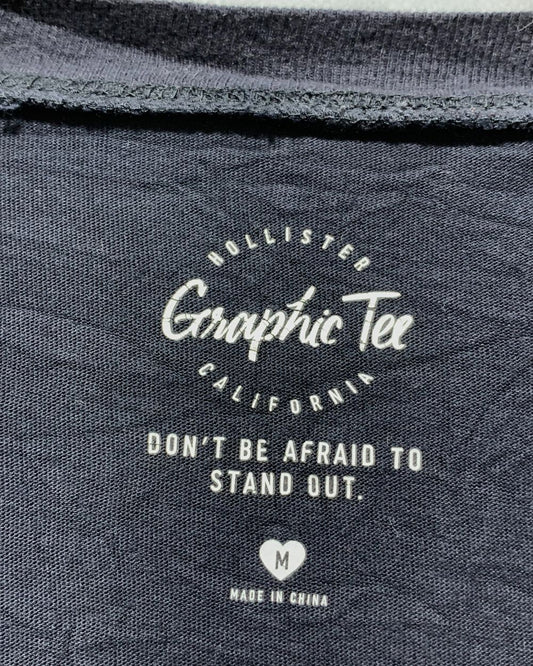 HOLLISTER
Graphic Tee
CALIFORNIA
DON'T BE AFRAID TO
STAND OUT.
M
MADE IN CHINA